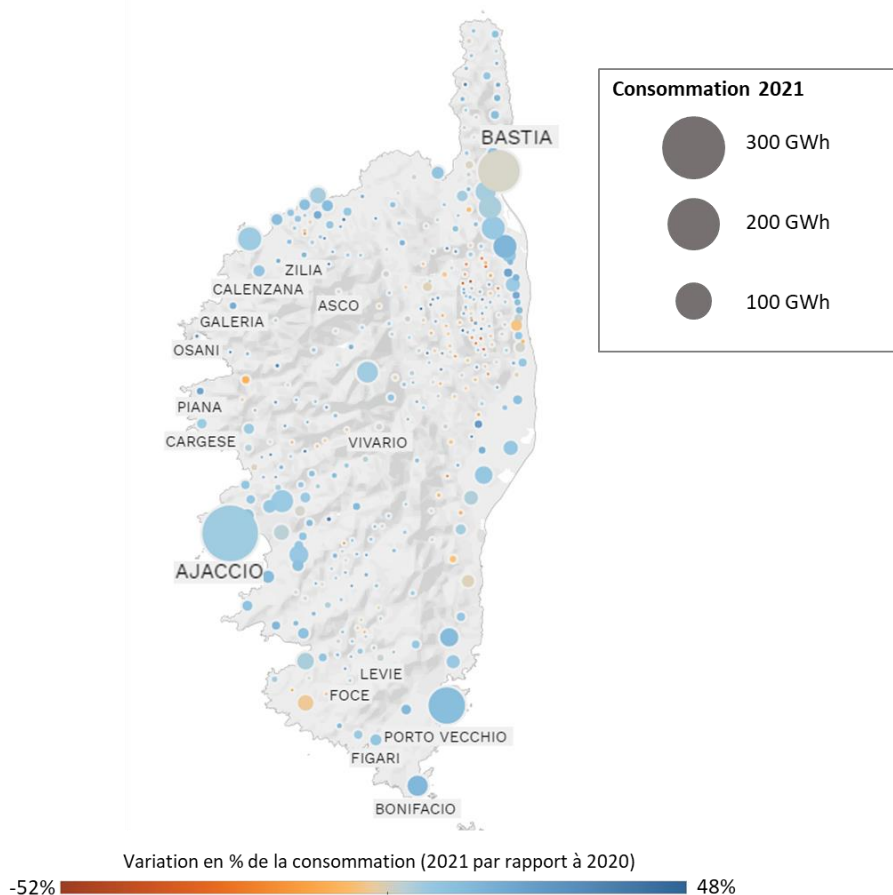 BASTIA
ZILIA
CALENZANA
ASCO
GALERIA
OSANI
PIANA
CARGESE
VIVARIO
AJACCIO
LEVIE
FOCE
PORTO VECCHIO
FIGARI
BONIFACIO
Consommation 2021
300 GWh
200 GWh
100 GWh
Variation en % de la consommation (2021 par rapport à 2020)
-52% 48%